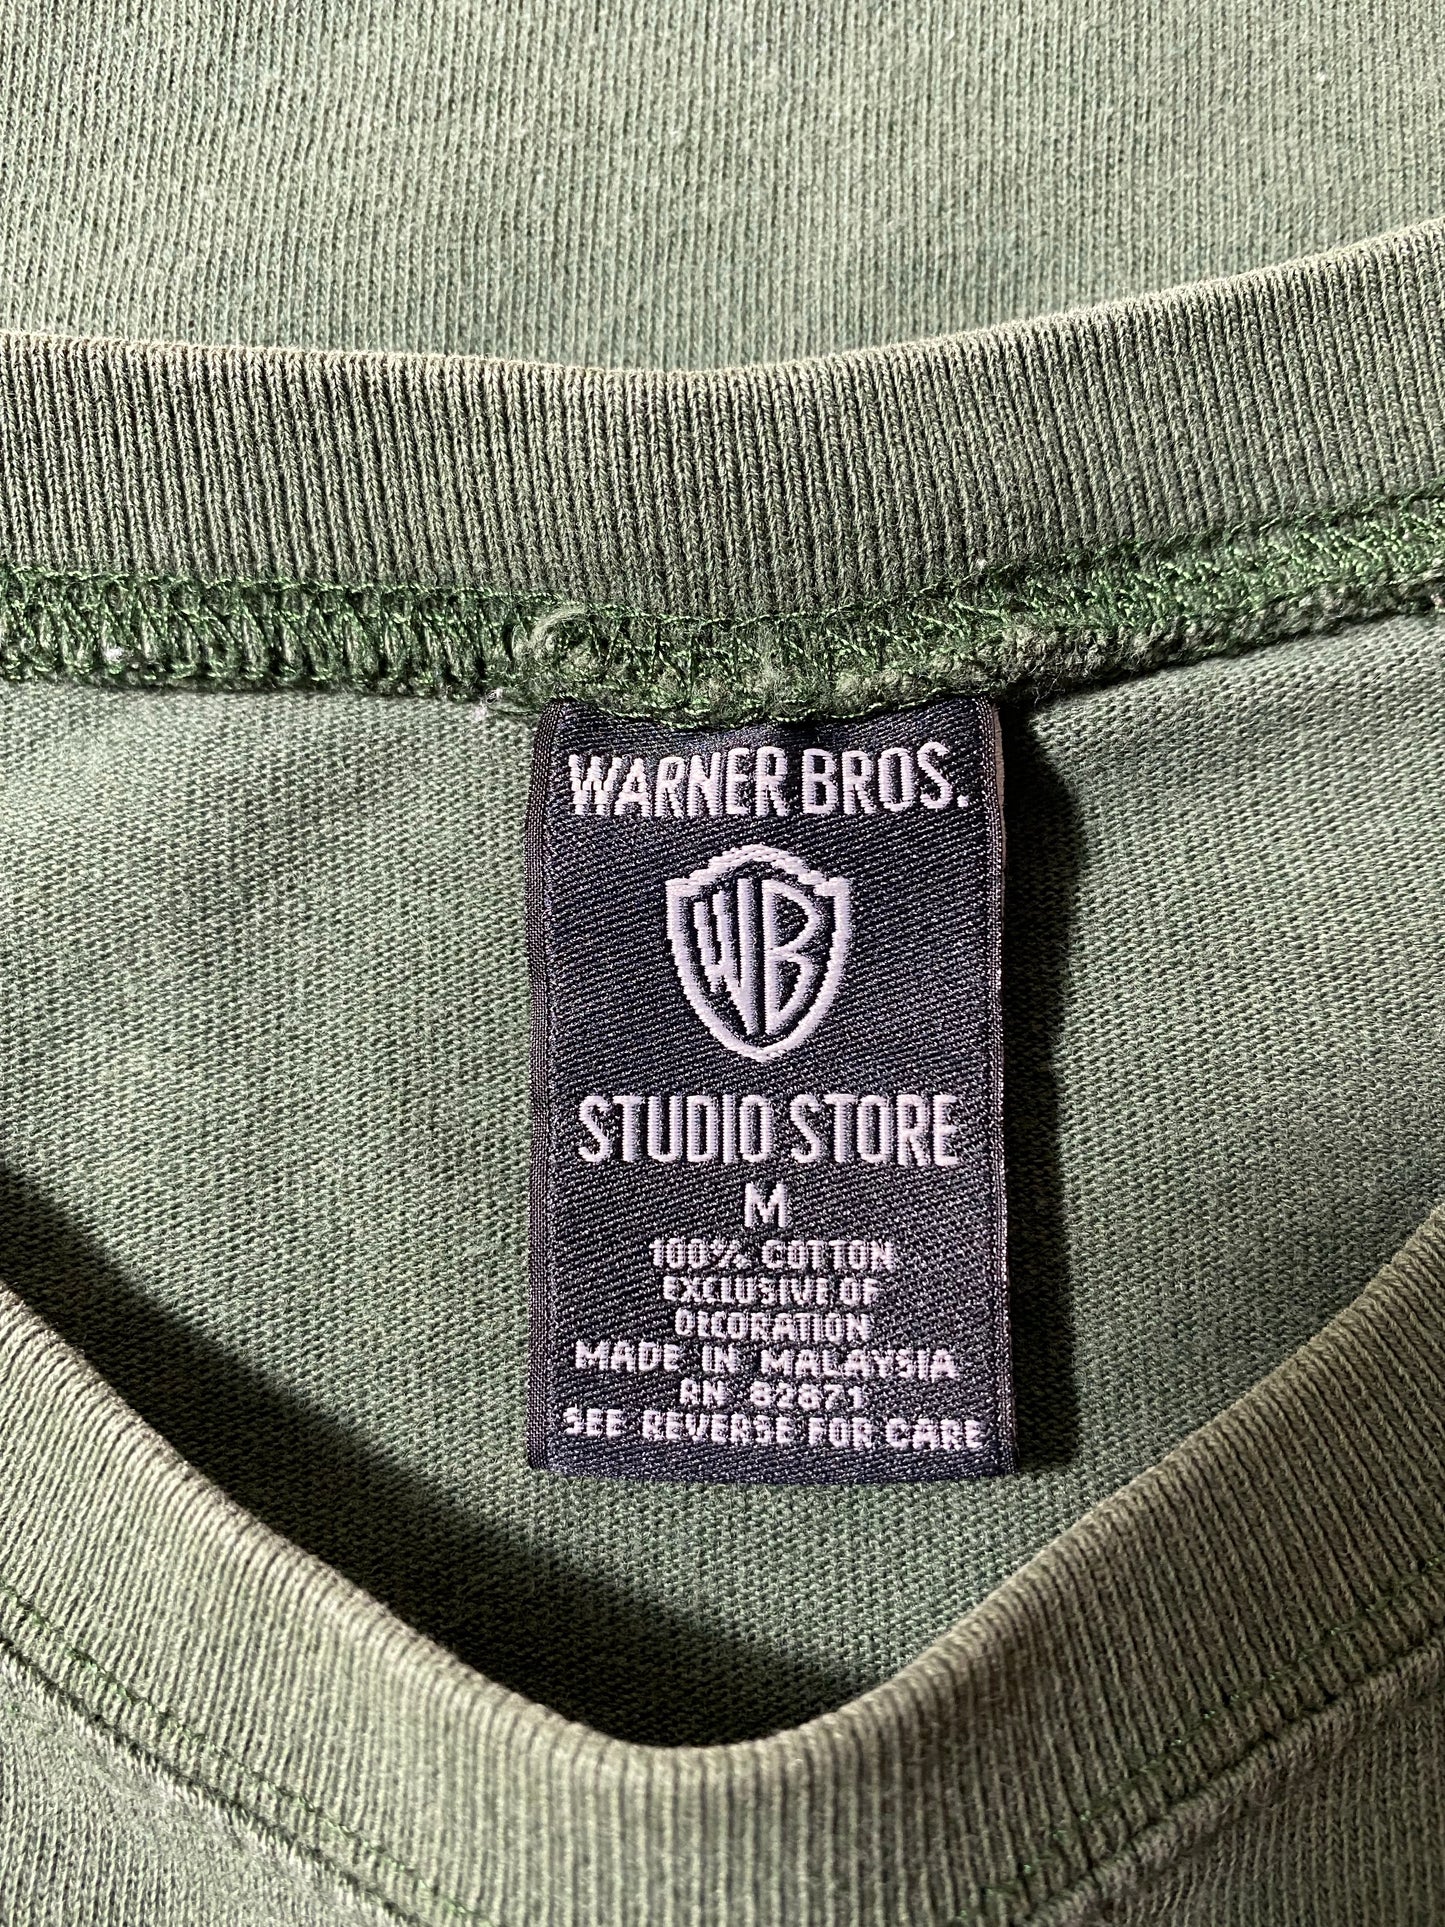 WARNER BROS.
WB
STUDIO STORE
M
100% COTTON
EXCLUSIVE OF
DECORATION
MADE IN MALAYSIA
RN 82871
SEE REVERSE FOR CARE